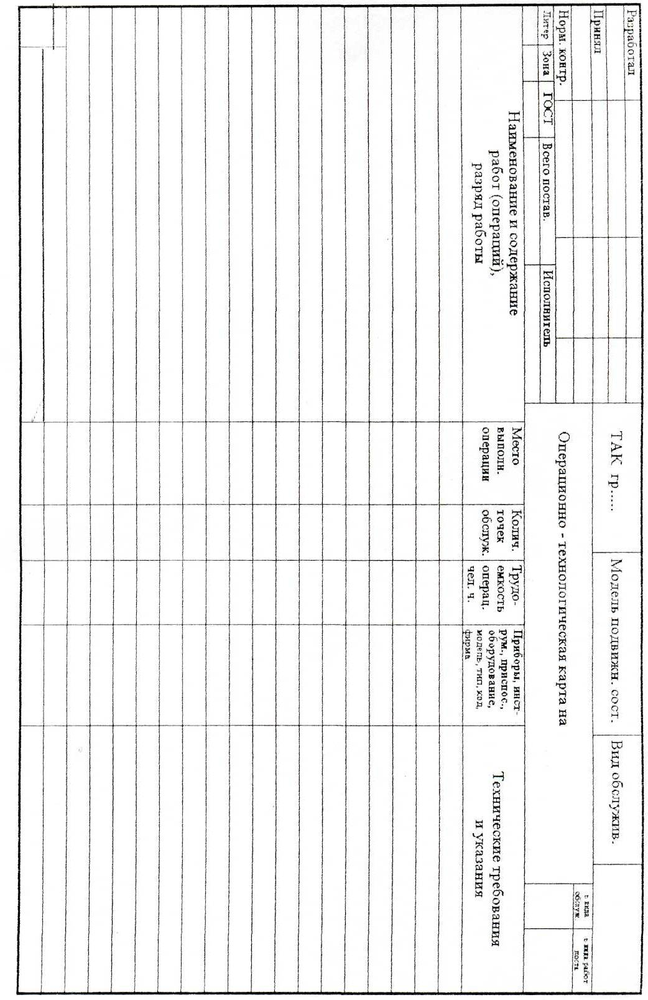 Разработал
Принял
Норм. контр.
ТАК гр.....
Модель подвижн. сост.
Вид обслужив.
Операционно - технологическая карта на
t вида
обслуж.
t вида работ
поста
Литер
Зона
ГОСТ
Всего постав.
Исполнитель
Наименование и содержание
работ (операций),
разряд работы
Место
выполн.
операции
Колич.
точек
обслуж.
Трудо-
емкость
операц.
чел. ч.
Приборы, инст-
рум., приспос.,
оборудование,
модель, тип, код,
фирма
Технические требования
и указания